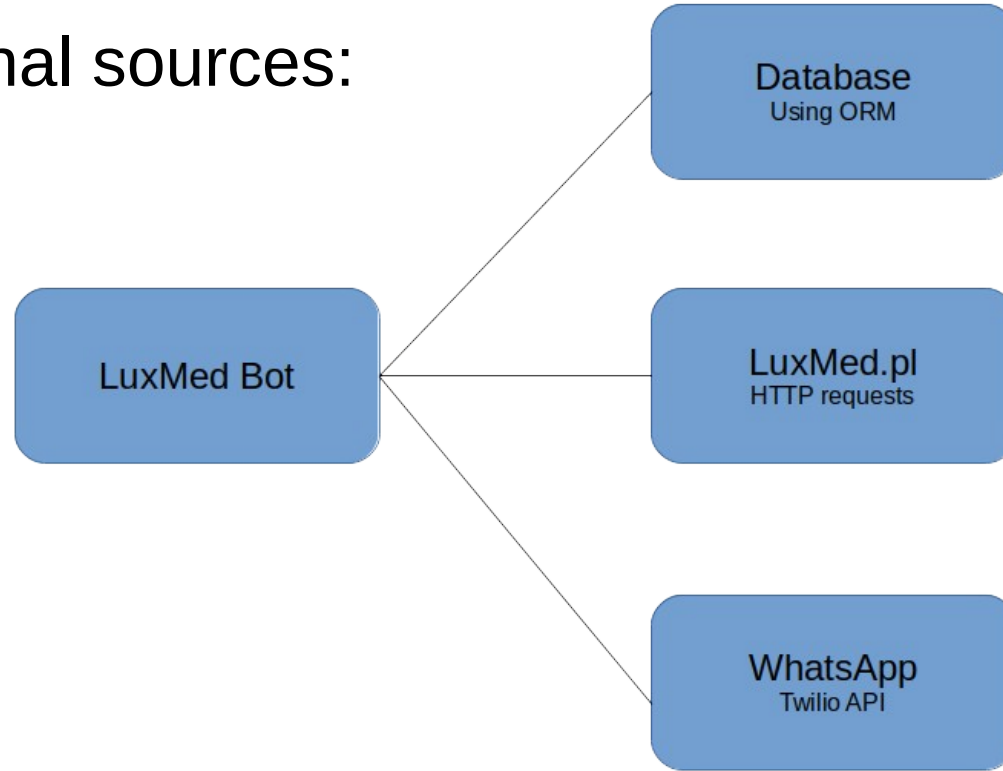 nal sources:
Database
Using ORM
LuxMed Bot
LuxMed.pl
HTTP requests
WhatsApp
Twilio API